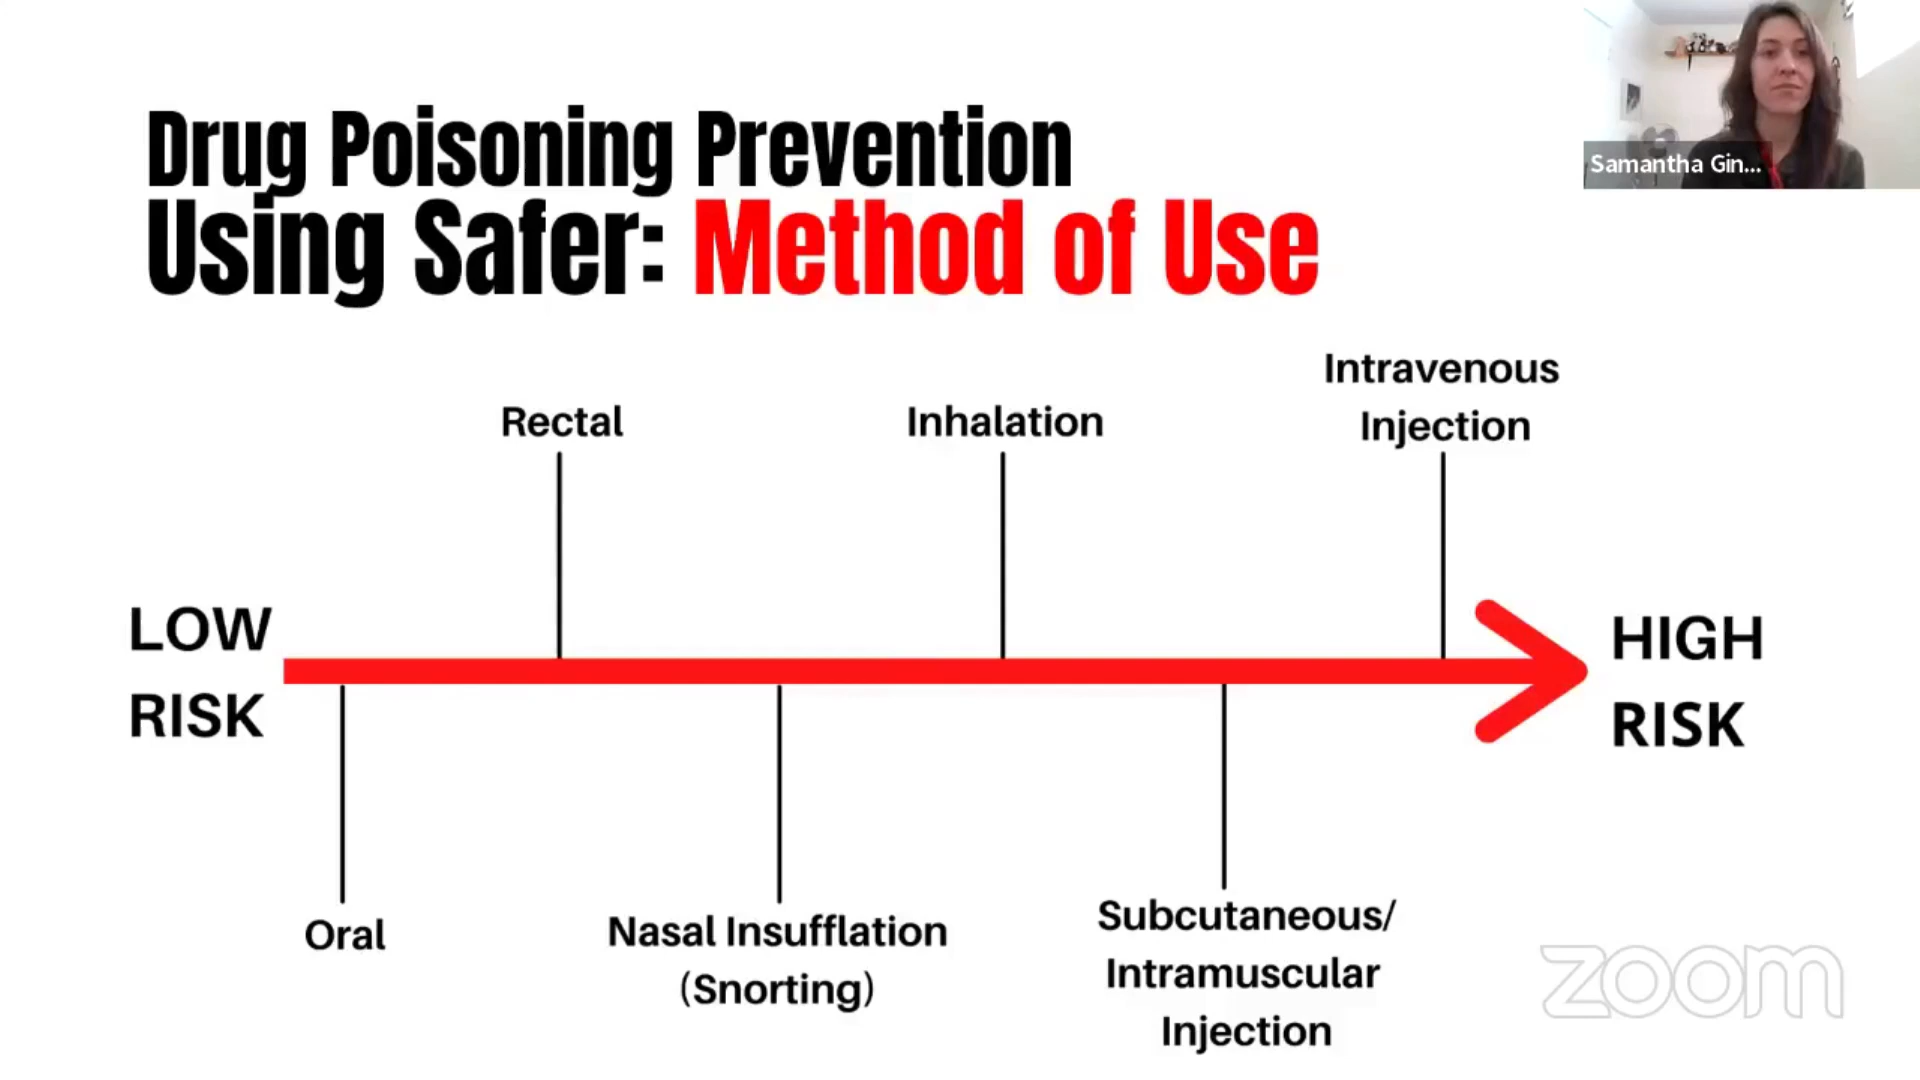 Samantha Gin...
Drug Poisoning Prevention
Using Safer: Method of Use
Intravenous
Injection
Rectal
Inhalation
LOW
RISK
HIGH
RISK
Oral
Nasal Insufflation
(Snorting)
Subcutaneous/
Intramuscular
Injection
zoom